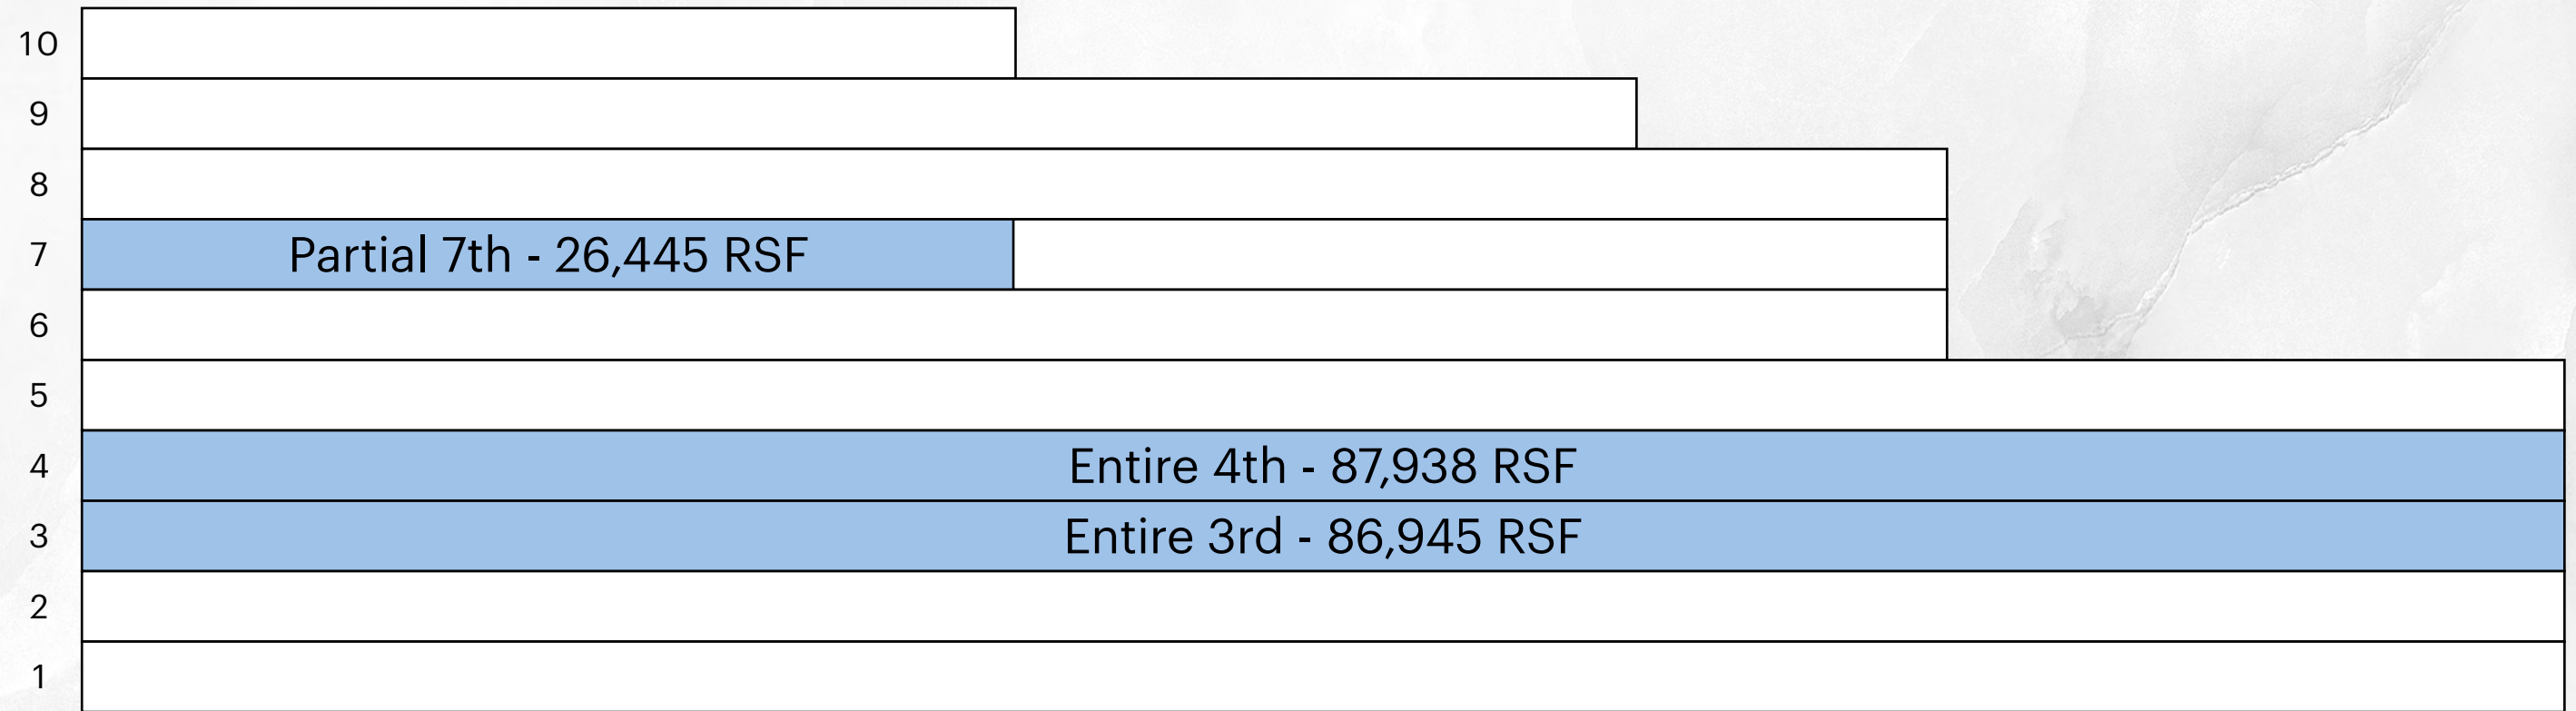 10
9
8
7 Partial 7th - 26,445 RSF
6
5
4 Entire 4th - 87,938 RSF
3 Entire 3rd - 86,945 RSF
2
1